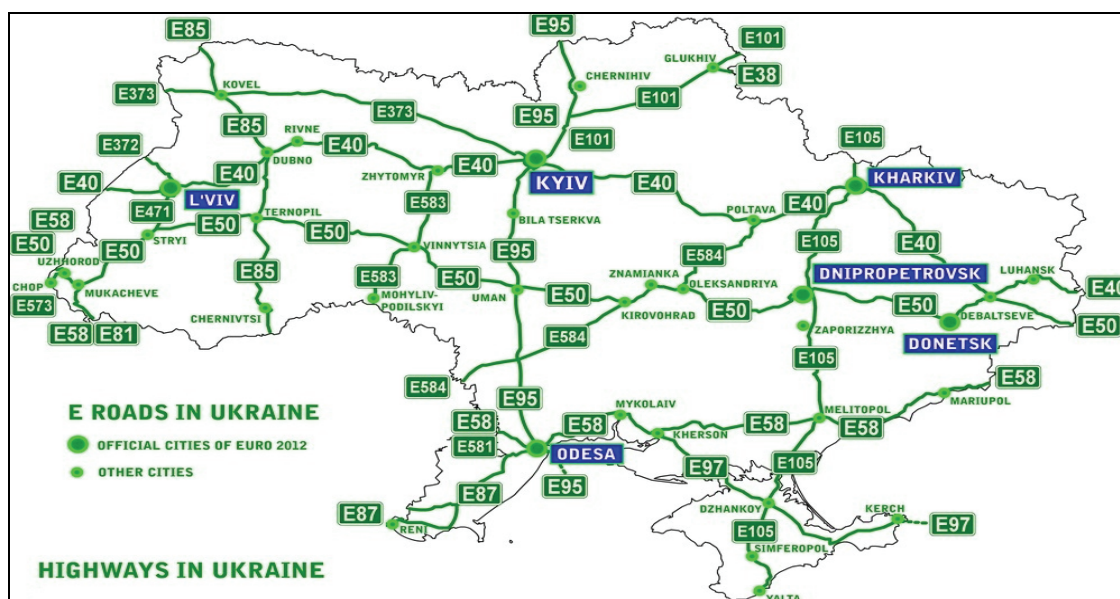 E85
E95
E101
GLUKHIV
E38
CHERNIHIV
KOVEL
E373
E373
E101
E95
E101
E85
RIVNE
E372
E40
E105
DUBNO
E40
E40
ZHYTOMYR
KYIV
KHARKIV
E40
L'VIV
E40
E583
E40
E471
POLTAVA
BILA TSERKVA
E58
E50
TERNOPIL
E50
E105
E40
E50
STRYI
VINNYTSIA
E95
E584
UZHHOROD
E583
E50
ZNAMIANKA
DNIPROPETROVSK
LUHANSK
CHOP
MUKACHEVE
E85
OLEKSANDRIYA
E40
E573
MOHYLIV-
PODILSKYI
UMAN
E50
KIROVOHRAD
E50
E50
DEBALTSEVE
E50
CHERNIVTSI
E58
E81
ZAPORIZZHYA
DONETSK
E584
E105
E584
E58
E95
MARIUPOL
E ROADS IN UKRAINE
MYKOLAIV
MELITOPOL
E58
E58
E58
E58
OFFICIAL CITIES OF EURO 2012
E581
KHERSON
ODESA
E105
OTHER CITIES
E97
E95
E87
E87
DZHANKOY
KERCH
RENI
E97
E105
SIMFEROPOL
HIGHWAYS IN UKRAINE
YALTA